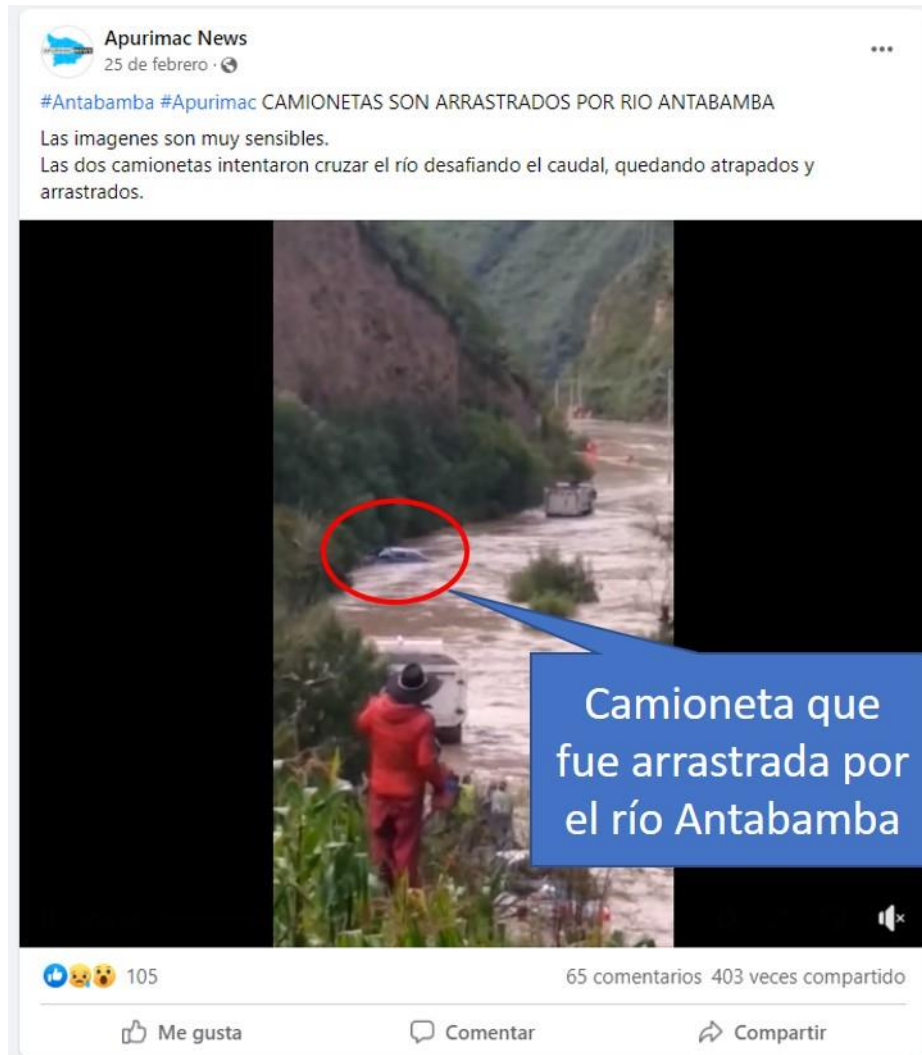 Apurimac News
25 de febrero ·
#Antabamba #Apurimac CAMIONETAS SON ARRASTRADOS POR RIO ANTABAMBA
Las imagenes son muy sensibles.
Las dos camionetas intentaron cruzar el río desafiando el caudal, quedando atrapados y
arrastrados.
Camioneta que
fue arrastrada por
el río Antabamba
105
65 comentarios 403 veces compartido
Me gusta
Comentar
Compartir